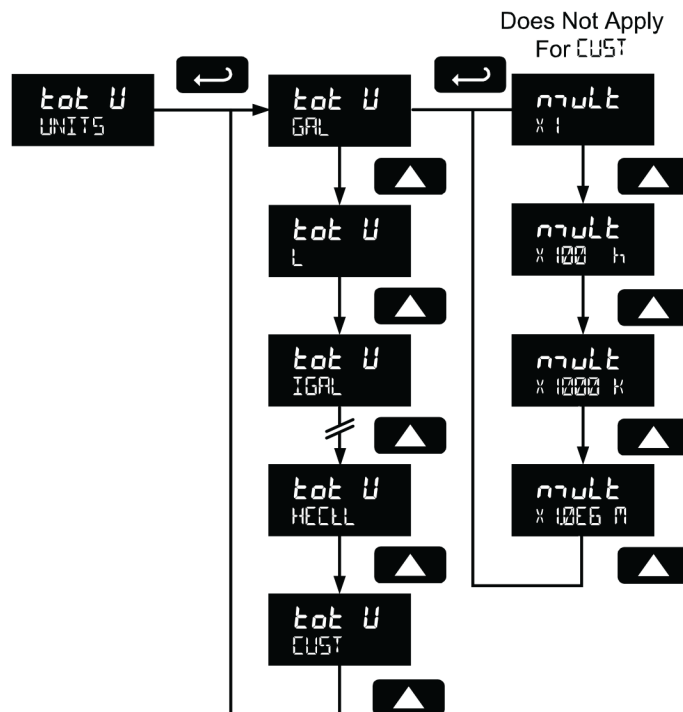 Does Not Apply
For CUST
tot U
UNITS
tot U
GAL
mult
x 1
tot U
L
mult
x 100 h
tot U
IGAL
mult
x 1000 K
tot U
HECtL
mult
x 1.0E6 M
tot U
CUST